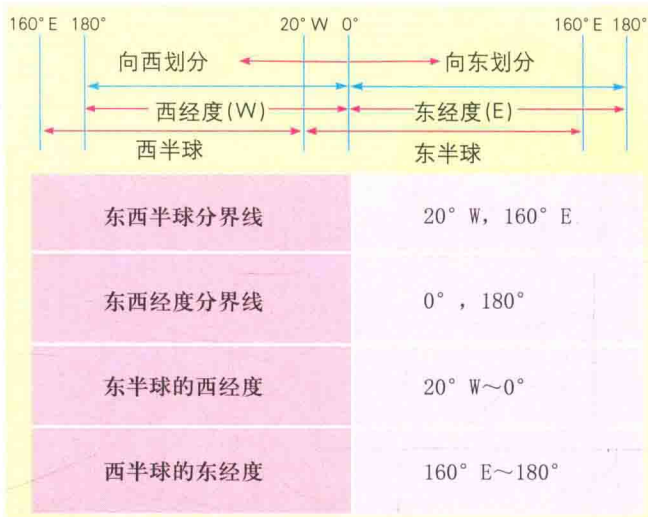 160°E 180° 20°W 0° 160°E 180°
向西划分 向东划分
西经度(W) 东经度(E)
西半球 东半球
东西半球分界线 20° W，160° E
东西经度分界线 0°，180°
东半球的西经度 20° W～0°
西半球的东经度 160° E～180°